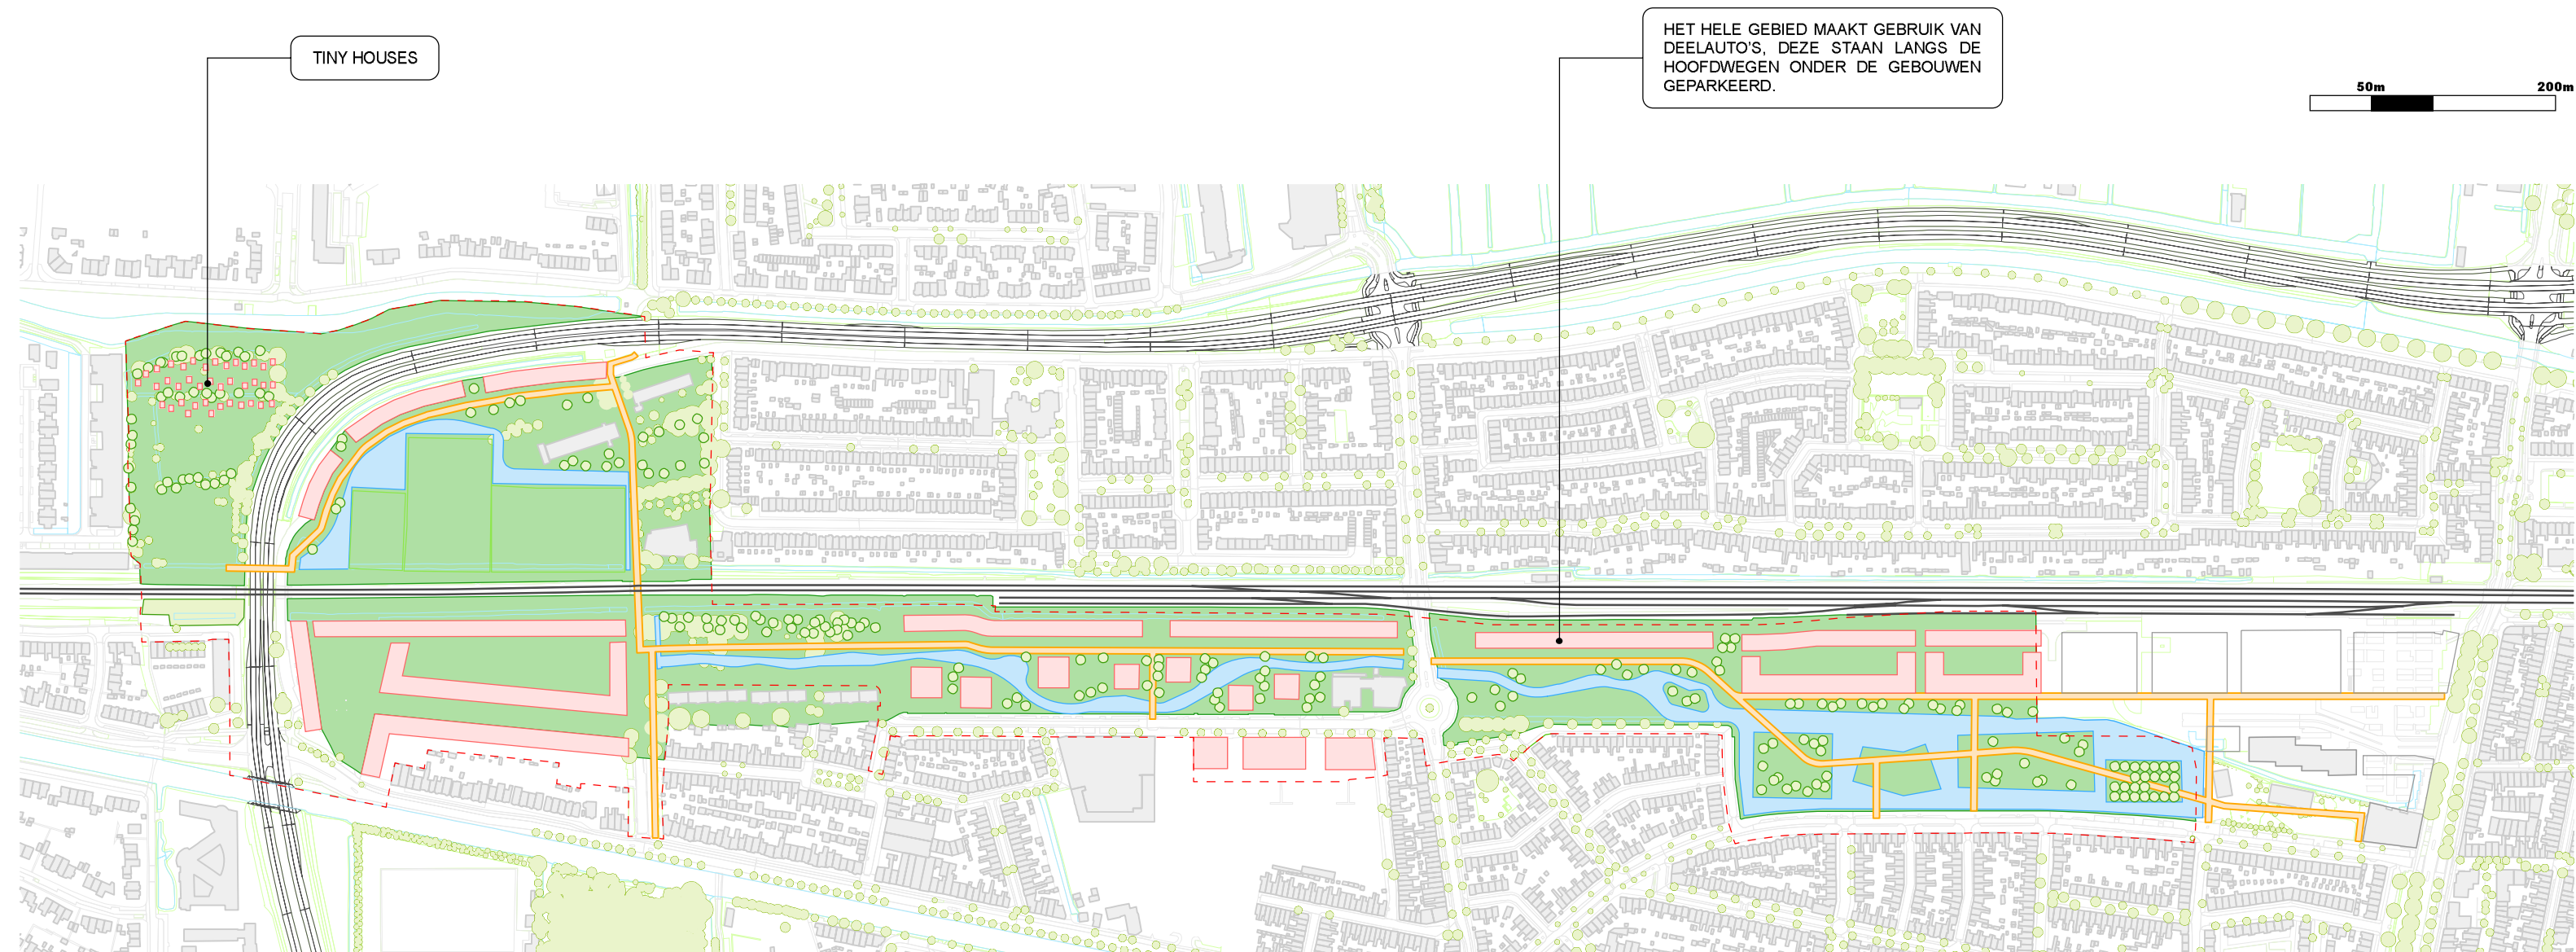 TINY HOUSES
HET HELE GEBIED MAAKT GEBRUIK VAN
DEELAUTO'S, DEZE STAAN LANGS DE
HOOFDWEGEN ONDER DE GEBOUWEN
GEPARKEERD.
50m 200m